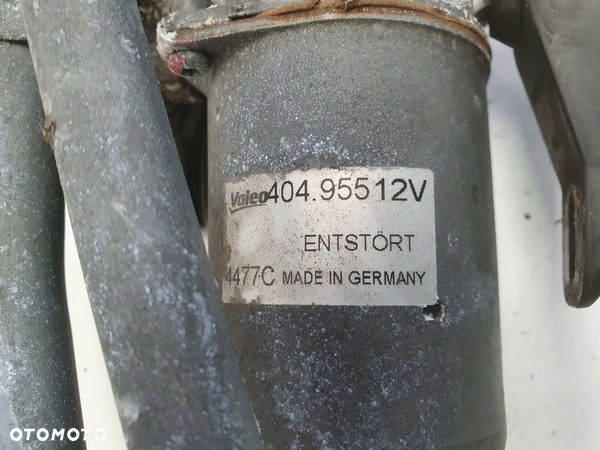 Valeo 404.955 12V
ENTSTÖRT
4477C MADE IN GERMANY
OTOMOTO